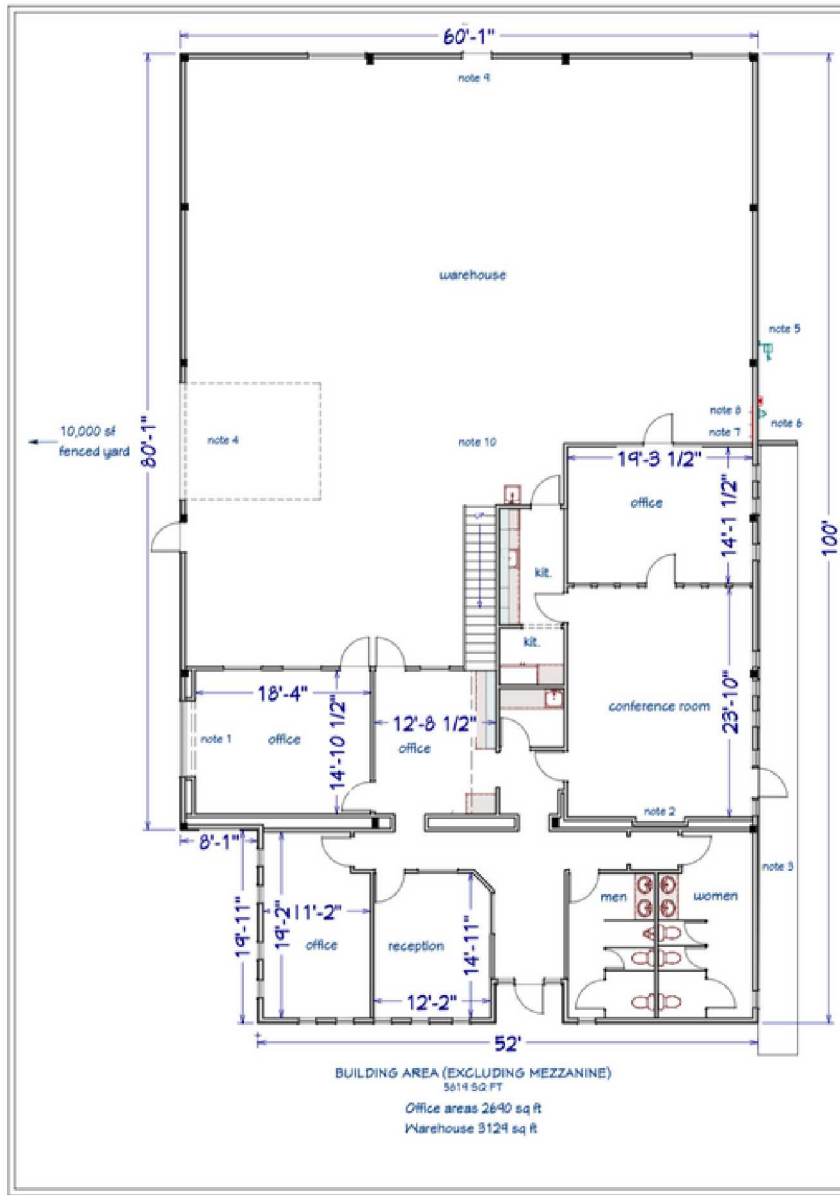 60'-1"
note 9
warehouse
note 5
note 8
note 6
note 7
10,000 sf
fenced yard
80'-1"
note 4
note 10
19'-3 1/2"
office
14'-1 1/2"
100'
kit.
kit.
18'-4"
note 1
office
14'-10 1/2"
12'-8 1/2"
office
conference room
23'-10"
note 2
8'-1"
note 3
19'-11"
19'-2"
11'-2"
office
reception
14'-11"
12'-2"
men
women
52'
BUILDING AREA (EXCLUDING MEZZANINE)
5819 SQ FT
Office areas 2690 sq ft
Warehouse 3129 sq ft